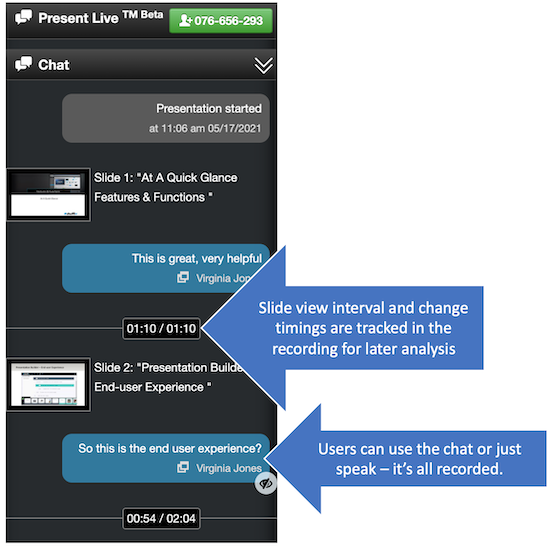 Present Live TM Beta
076-656-293
Chat
Presentation started
at 11:06 am 05/17/2021
Slide 1: "At A Quick Glance
Features & Functions "
This is great, very helpful
Virginia Jones
01:10 / 01:10
Slide view interval and change
timings are tracked in the
recording for later analysis
Slide 2: "Presentation Builde
End-user Experience "
So this is the end user experience?
Virginia Jones
Users can use the chat or just
speak – it's all recorded.
00:54 / 02:04